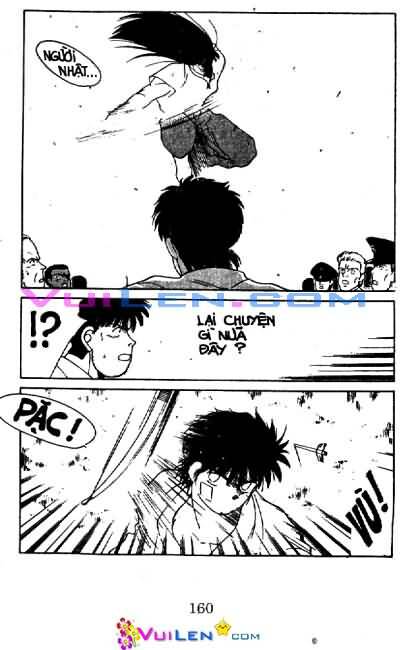 NGƯỜI
NHẬT...
VuiLen.com
!?
LẠI CHUYỆN
GÌ NỮA
ĐÂY ?
PẶC!
VÙ!
160
VuiLen.com